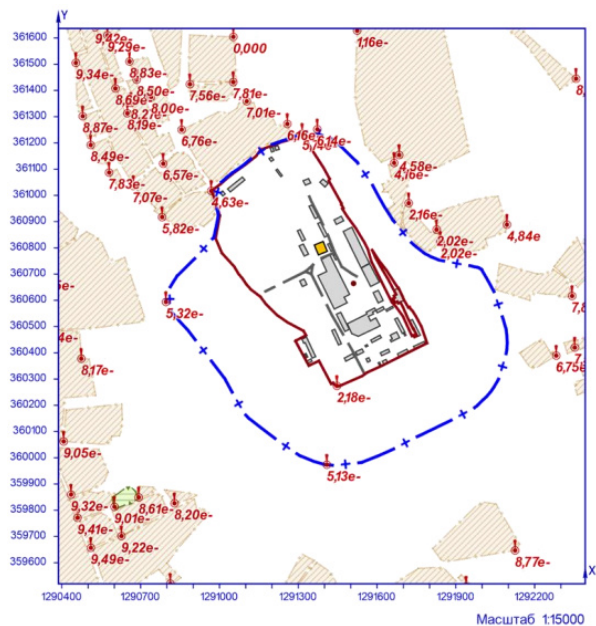 Y
361600
361500
361400
361300
361200
361100
361000
360900
360800
360700
360600
360500
360400
360300
360200
360100
360000
359900
359800
359700
359600
9,42e-
9,29e-
0,000
1,16e-
9,34e-
8,83e-
8,50e-
8,69e-
7,56e-
7,81e-
8,00e-
8,27e-
8,19e-
7,01e-
8,87e-
6,76e-
6,16e-
6,14e-
8,49e-
6,57e-
4,58e-
7,83e-
7,07e-
4,63e-
2,16e-
5,82e-
2,02e-
2,02e-
4,84e-
5,32e-
8,17e-
6,75e-
2,18e-
9,05e-
5,13e-
9,32e-
9,01e-
8,61e-
8,20e-
9,41e-
9,22e-
9,49e-
8,77e-
X
1290400 1290700 1291000 1291300 1291600 1291900 1292200
Масштаб 1:15000